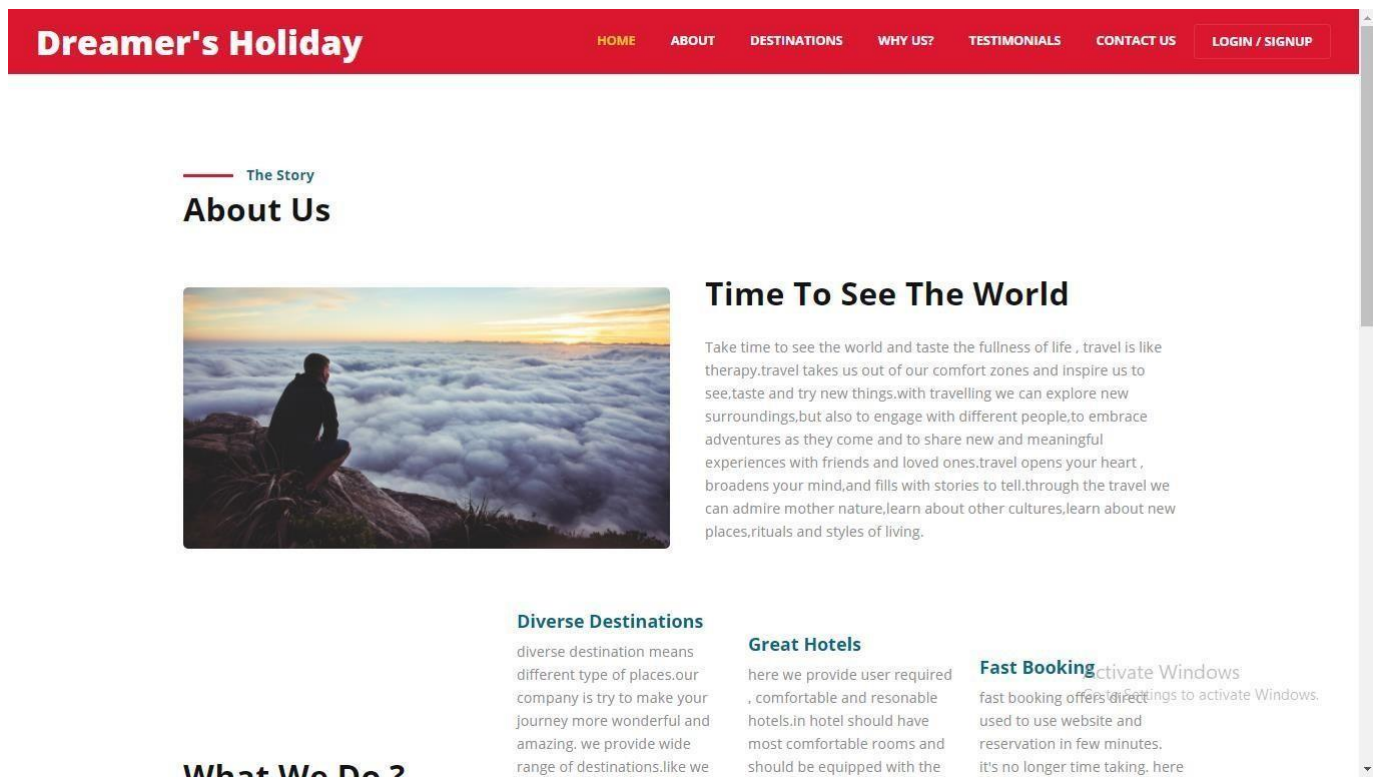 Dreamer's Holiday
HOME ABOUT DESTINATIONS WHY US? TESTIMONIALS CONTACT US LOGIN / SIGNUP
The Story
About Us
Time To See The World
Take time to see the world and taste the fullness of life , travel is like
therapy.travel takes us out of our comfort zones and inspire us to
see,taste and try new things.with travelling we can explore new
surroundings,but also to engage with different people,to embrace
adventures as they come and to share new and meaningful
experiences with friends and loved ones.travel opens your heart ,
broadens your mind,and fills with stories to tell.through the travel we
can admire mother nature,learn about other cultures,learn about new
places,rituals and styles of living.
What We Do ?
Diverse Destinations
diverse destination means
different type of places.our
company is try to make your
journey more wonderful and
amazing. we provide wide
range of destinations.like we
Great Hotels
here we provide user required
, comfortable and resonable
hotels.in hotel should have
most comfortable rooms and
should be equipped with the
Fast Booking
fast booking offers direct
used to use website and
reservation in few minutes.
it's no longer time taking. here
Activate Windows
Go to Settings to activate Windows.